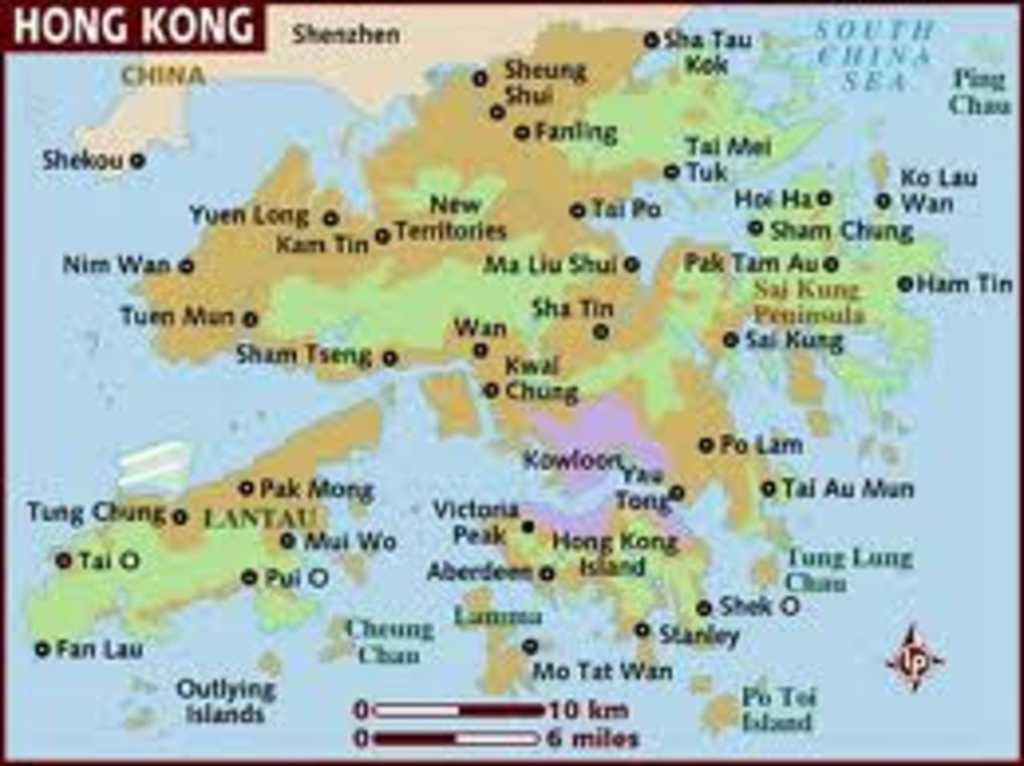 HONG KONG
Shenzhen
CHINA
SOUTH
CHINA
SEA
Sha Tau
Kok
Ping
Chau
Sheung
Shui
Fanling
Shekou
Tai Mei
Tuk
Ko Lau
Wan
Hoi Ha
Yuen Long
New
Territories
Tai Po
Sham Chung
Kam Tin
Nim Wan
Ma Liu Shui
Pak Tam Au
Ham Tin
Sai Kung
Peninsula
Tuen Mun
Sha Tin
Wan
Sai Kung
Sham Tseng
Kwai
Chung
Po Lam
Kowloon
Yau
Tong
Pak Mong
Tai Au Mun
Tung Chung
LANTAU
Victoria
Peak
Mui Wo
Hong Kong
Island
Tai O
Tung Lung
Chau
Pui O
Aberdeen
Shek O
Lamma
Cheung
Chau
Stanley
Fan Lau
Mo Tat Wan
Outlying
Islands
Po Toi
Island
LP
0 10 km
0 6 miles